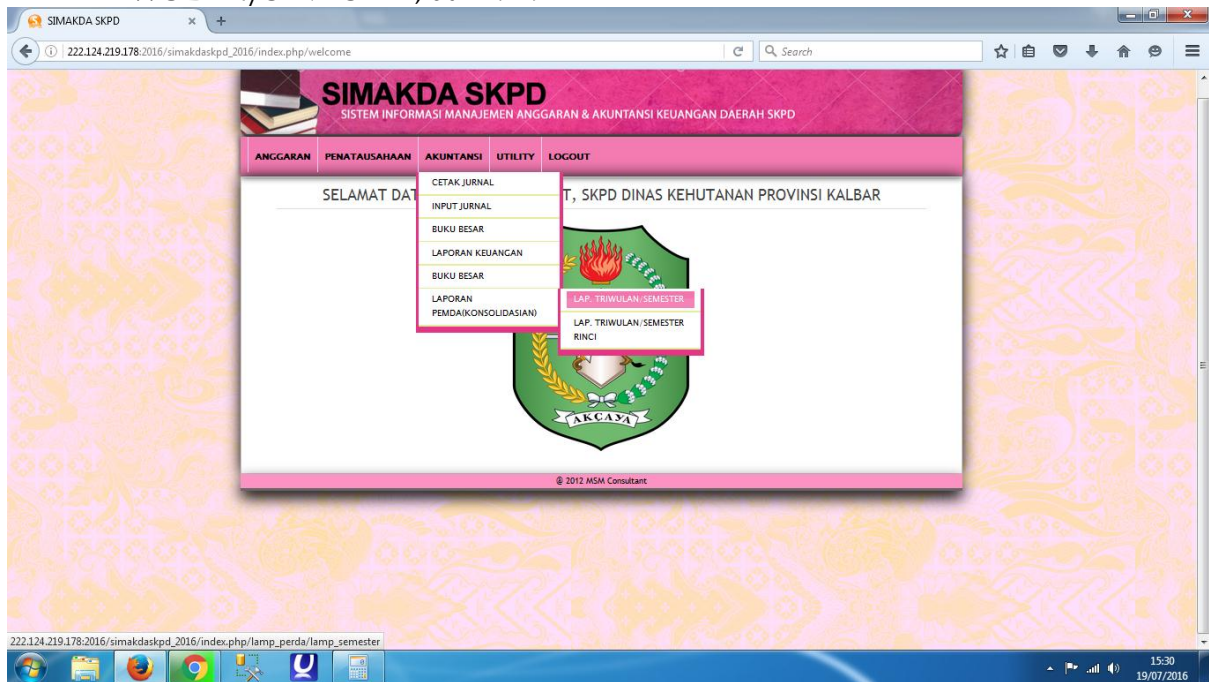 SIMAKDA SKPD
222.124.219.178:2016/simakdaskpd_2016/index.php/welcome
Search
SIMAKDA SKPD
SISTEM INFORMASI MANAJEMEN ANGGARAN & AKUNTANSI KEUANGAN DAERAH SKPD
ANGGARAN PENATAUSAHAAN AKUNTANSI UTILITY LOGOUT
SELAMAT DAT T, SKPD DINAS KEHUTANAN PROVINSI KALBAR
CETAK JURNAL
INPUT JURNAL
BUKU BESAR
LAPORAN KEUANGAN
BUKU BESAR
LAPORAN
PEMDA(KONSOLIDASIAN)
LAP. TRIWULAN/SEMESTER
LAP. TRIWULAN/SEMESTER
RINCI
AKCAYA
@ 2012 MSM Consultant
222.124.219.178:2016/simakdaskpd_2016/index.php/lamp_perda/lamp_semester
15:30
19/07/2016